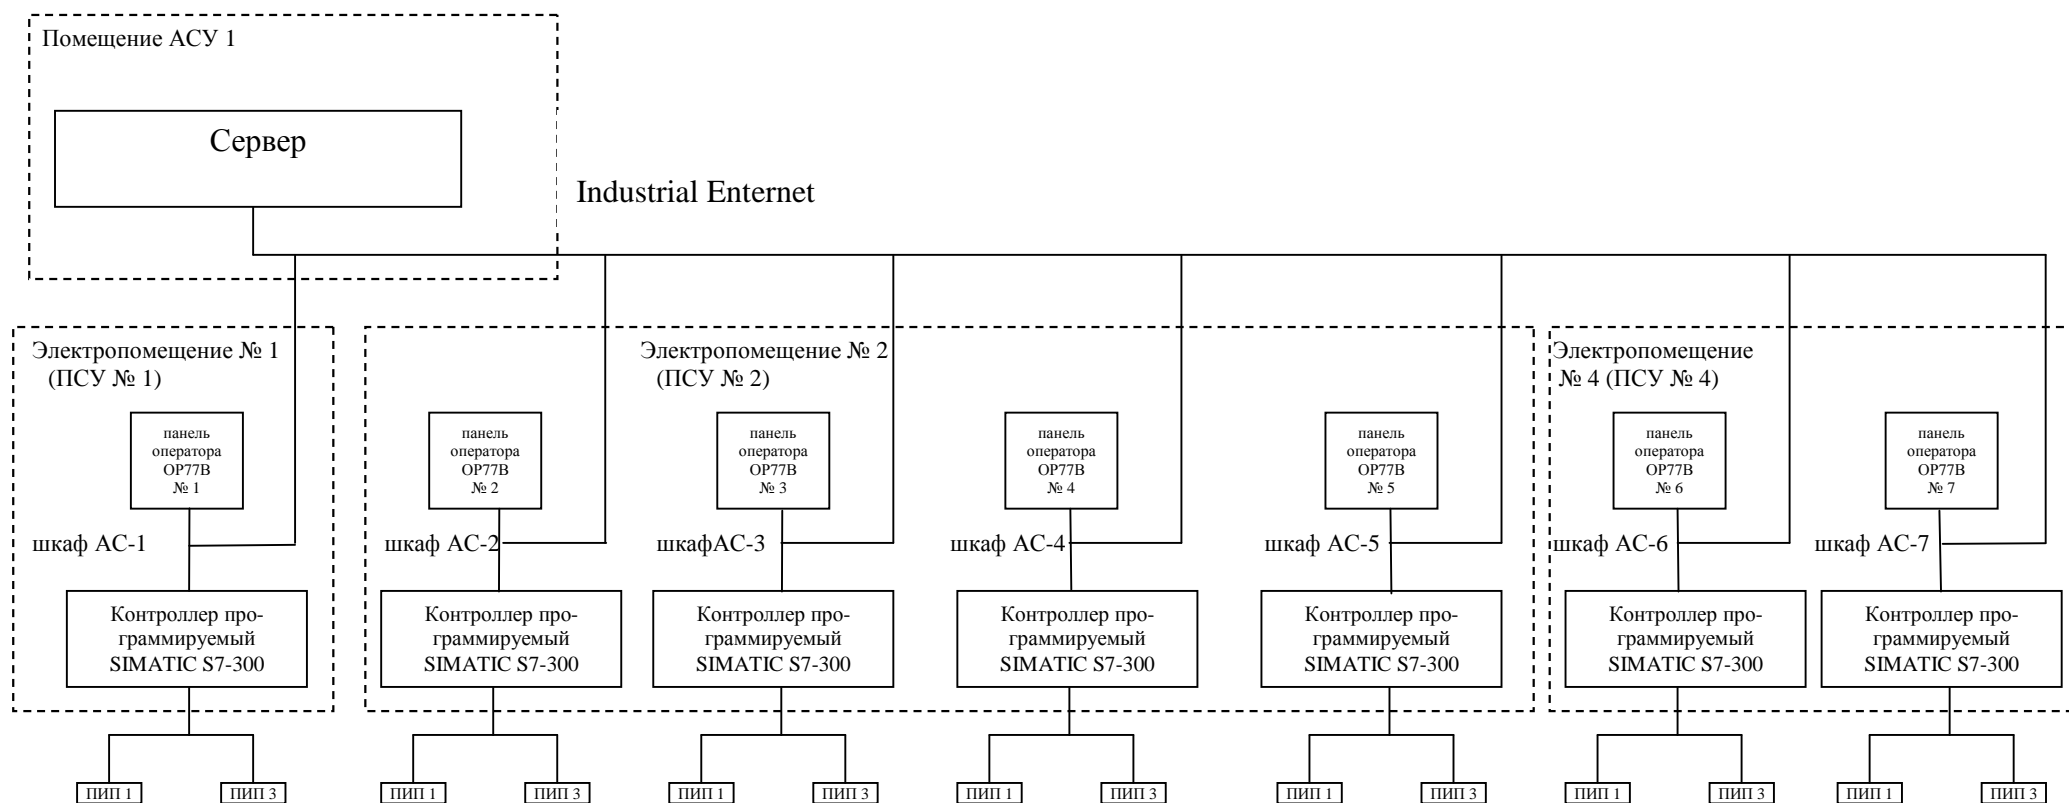 Помещение АСУ 1
Сервер
Industrial Enternet
Электропомещение № 1
(ПСУ № 1)
Электропомещение № 2
(ПСУ № 2)
Электропомещение
№ 4 (ПСУ № 4)
панель
оператора
OP77B
№ 1
панель
оператора
OP77B
№ 2
панель
оператора
OP77B
№ 3
панель
оператора
OP77B
№ 4
панель
оператора
OP77B
№ 5
панель
оператора
OP77B
№ 6
панель
оператора
OP77B
№ 7
шкаф АС-1
шкаф АС-2
шкафАС-3
шкаф АС-4
шкаф АС-5
шкаф АС-6
шкаф АС-7
Контроллер про-
граммируемый
SIMATIC S7-300
Контроллер про-
граммируемый
SIMATIC S7-300
Контроллер про-
граммируемый
SIMATIC S7-300
Контроллер про-
граммируемый
SIMATIC S7-300
Контроллер про-
граммируемый
SIMATIC S7-300
Контроллер про-
граммируемый
SIMATIC S7-300
Контроллер про-
граммируемый
SIMATIC S7-300
ПИП 1
ПИП 3
ПИП 1
ПИП 3
ПИП 1
ПИП 3
ПИП 1
ПИП 3
ПИП 1
ПИП 3
ПИП 1
ПИП 3
ПИП 1
ПИП 3